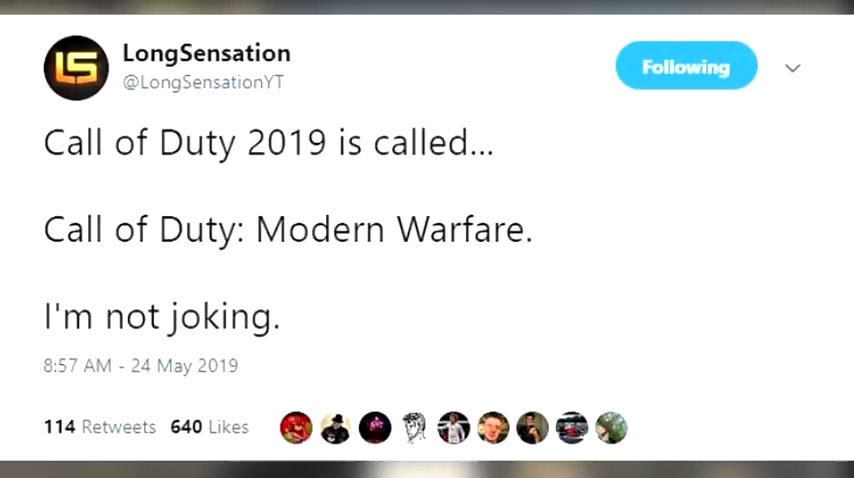 LS
LongSensation
@LongSensationYT
Following
Call of Duty 2019 is called...
Call of Duty: Modern Warfare.
I'm not joking.
8:57 AM - 24 May 2019
114 Retweets 640 Likes